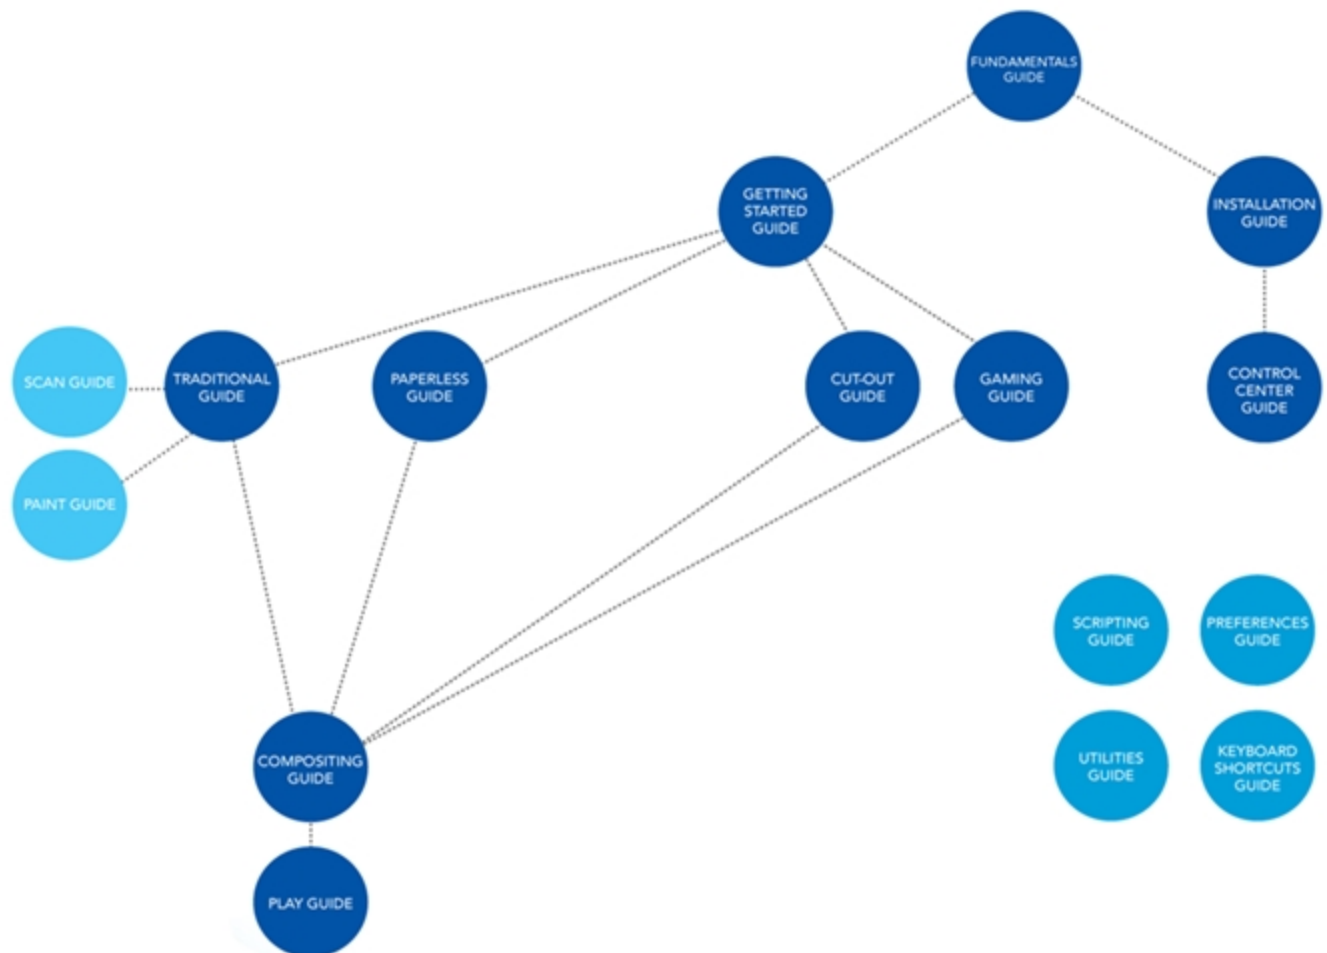 FUNDAMENTALS
GUIDE
GETTING
STARTED
GUIDE
INSTALLATION
GUIDE
SCAN GUIDE
TRADITIONAL
GUIDE
PAPERLESS
GUIDE
CUT-OUT
GUIDE
GAMING
GUIDE
CONTROL
CENTER
GUIDE
PAINT GUIDE
SCRIPTING
GUIDE
PREFERENCES
GUIDE
COMPOSITING
GUIDE
UTILITIES
GUIDE
KEYBOARD
SHORTCUTS
GUIDE
PLAY GUIDE